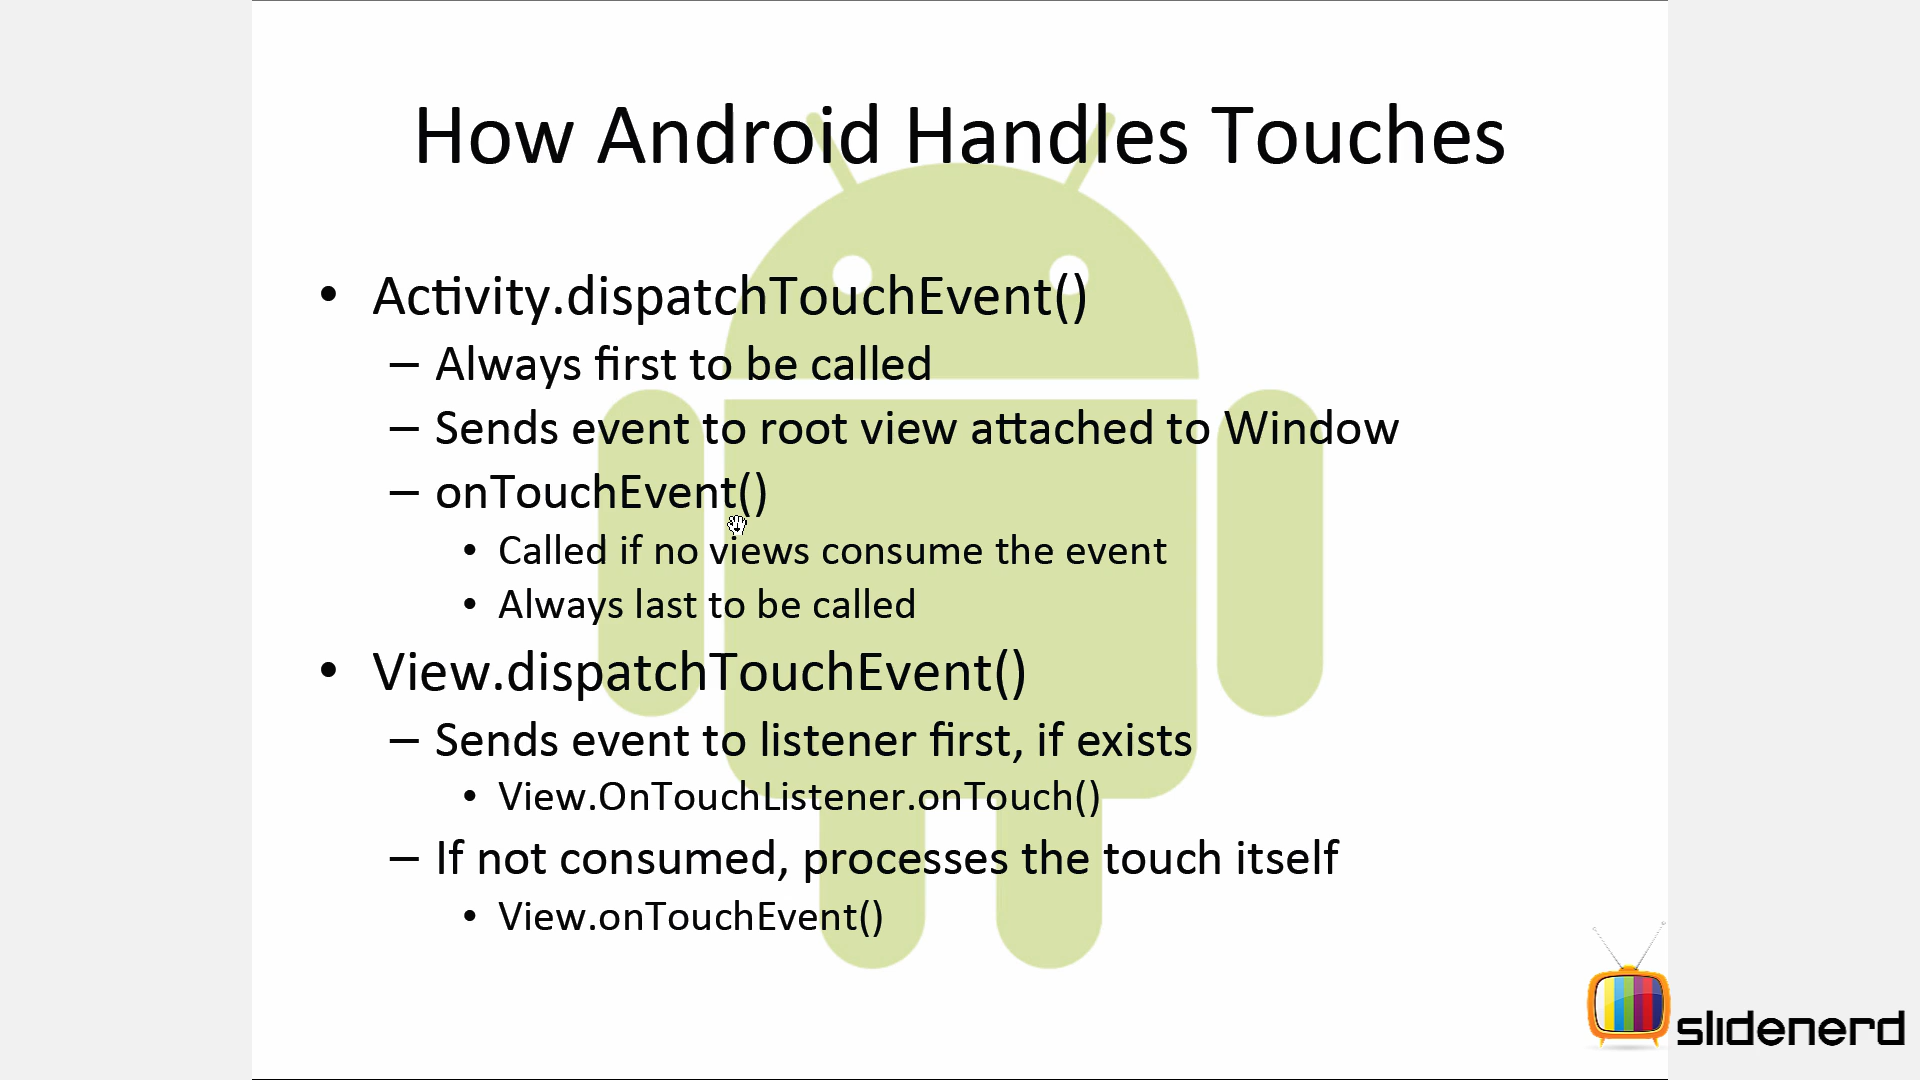 How Android Handles Touches
• Activity.dispatchTouchEvent()
– Always first to be called
– Sends event to root view attached to Window
– onTouchEvent()
• Called if no views consume the event
• Always last to be called
• View.dispatchTouchEvent()
– Sends event to listener first, if exists
• View.OnTouchListener.onTouch()
– If not consumed, processes the touch itself
• View.onTouchEvent()
slidenerd